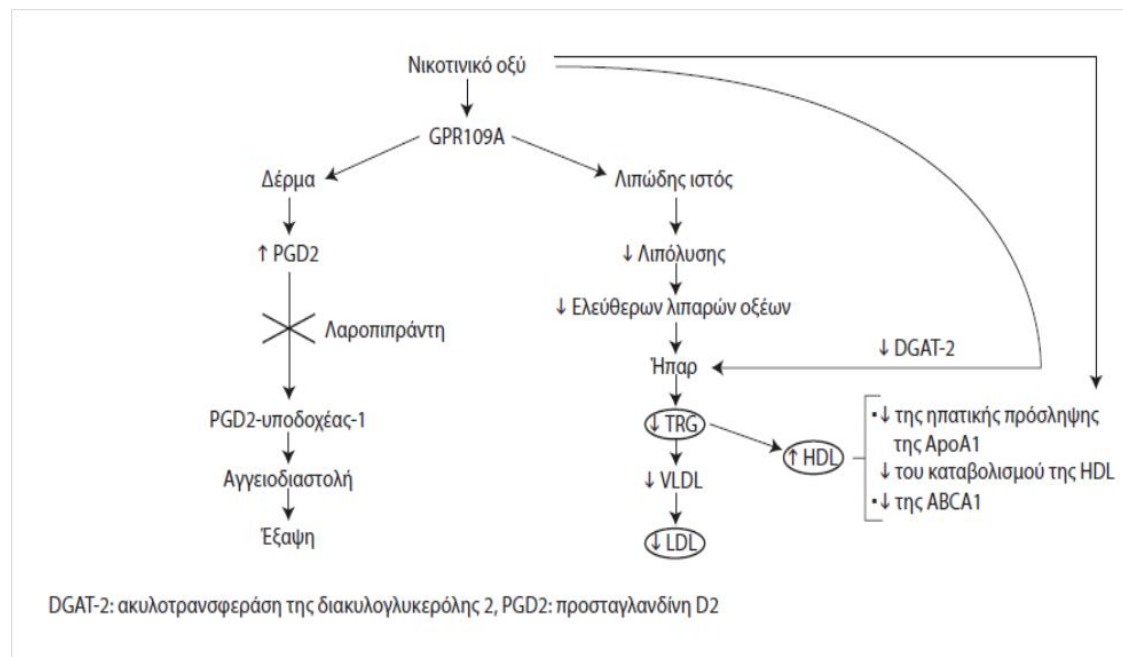 Νικοτινικό οξύ
GPR109A
Δέρμα
Λιπώδης ιστός
↑ PGD2
↓ Λιπόλυσης
↓ Ελεύθερων λιπαρών οξέων
Λαροπιπράντη
↓ DGAT-2
Ήπαρ
PGD2-υποδοχέας-1
↓ TRG
↑ HDL
▪↓ της ηπατικής πρόσληψης
της ApoA1
↓ του καταβολισμού της HDL
▪↓ της ABCA1
Αγγειοδιαστολή
↓ VLDL
Έξαψη
↓ LDL
DGAT-2: ακυλοτρανσφεράση της διακυλογλυκερόλης 2, PGD2: προσταγλανδίνη D2